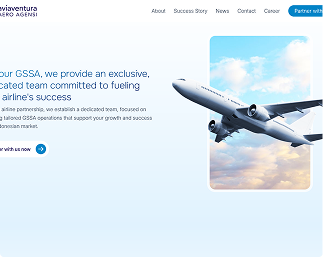 aviaventura
AERO AGENSI
About
Success Story
News
Contact
Career
Partner with
our GSSA, we provide an exclusive,
cated team committed to fueling
airline's success
airline partnership, we establish a dedicated team, focused on
g tailored GSSA operations that support your growth and success
donesian market.
er with us now